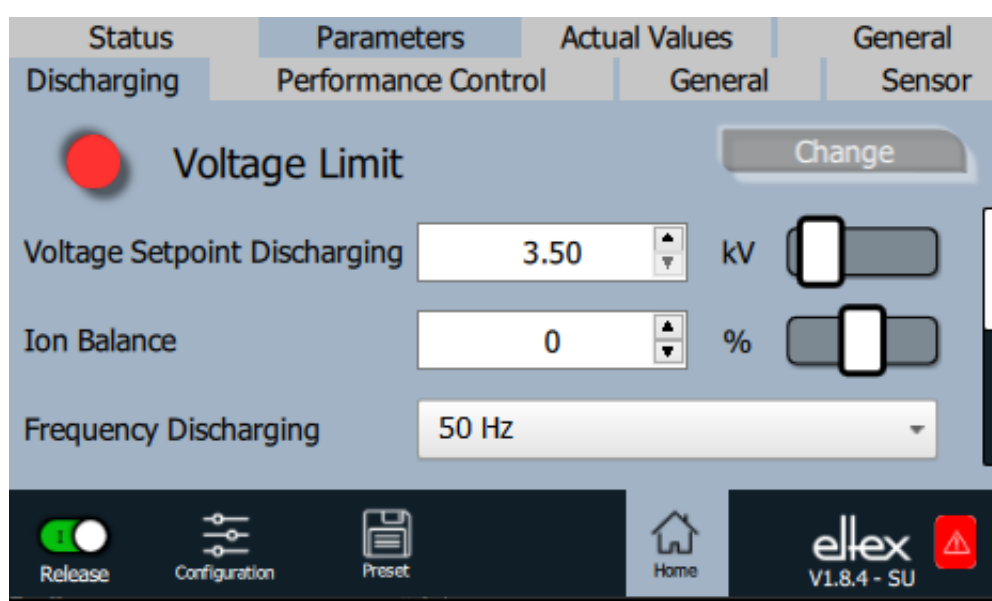 Status Parameters Actual Values General
Discharging Performance Control General Sensor
Voltage Limit Change
Voltage Setpoint Discharging 3.50 kV
Ion Balance 0 %
Frequency Discharging 50 Hz
I
Release Configuration Preset Home eltex
V1.8.4 - SU